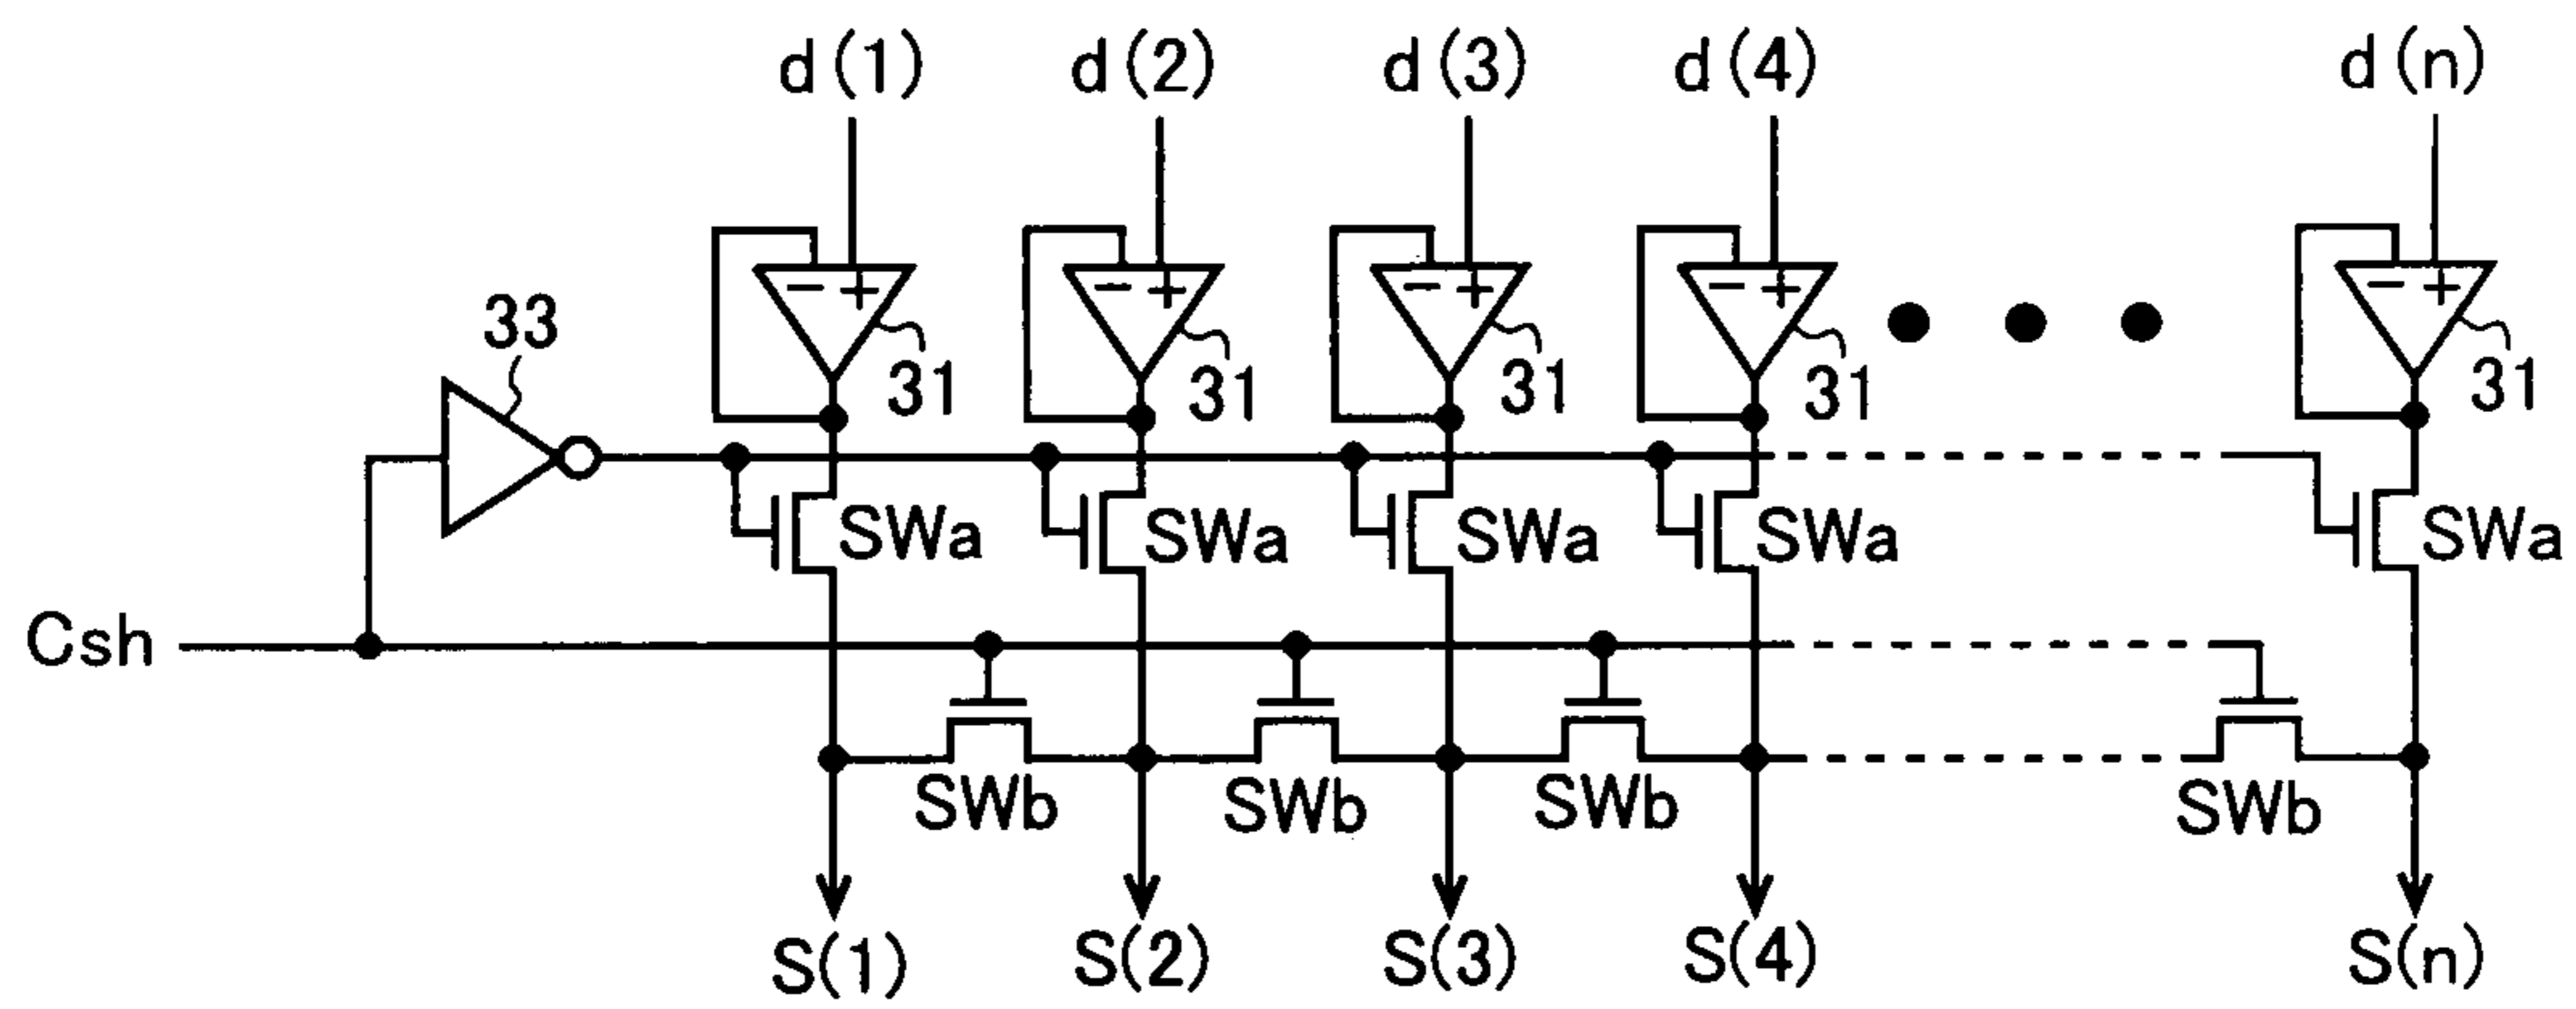 d(1) d(2) d(3) d(4) d(n)
− + − + − + − + − +
33
31 31 31 31 31
SWa SWa SWa SWa SWa
Csh
SWb SWb SWb SWb
S(1) S(2) S(3) S(4) S(n)